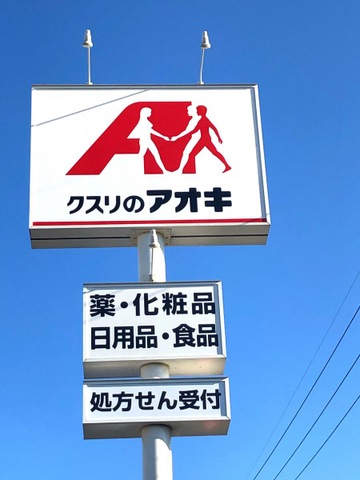 クスリのアオキ
薬・化粧品
日用品・食品
処方せん受付